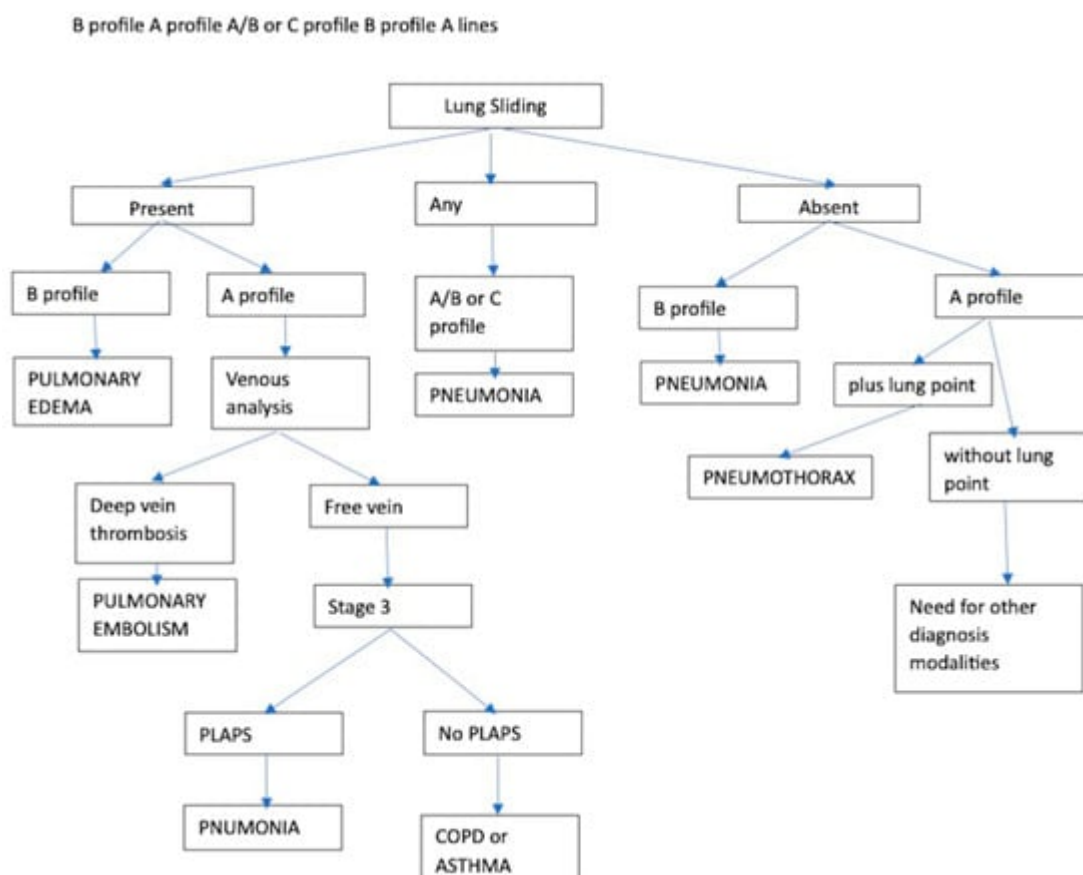 B profile A profile A/B or C profile B profile A lines
Lung Sliding
Present
Any
Absent
B profile
A profile
A/B or C
profile
B profile
A profile
PULMONARY
EDEMA
Venous
analysis
PNEUMONIA
PNEUMONIA
plus lung point
PNEUMOTHORAX
without lung
point
Deep vein
thrombosis
Free vein
PULMONARY
EMBOLISM
Stage 3
Need for other
diagnosis
modalities
PLAPS
No PLAPS
PNUMONIA
COPD or
ASTHMA